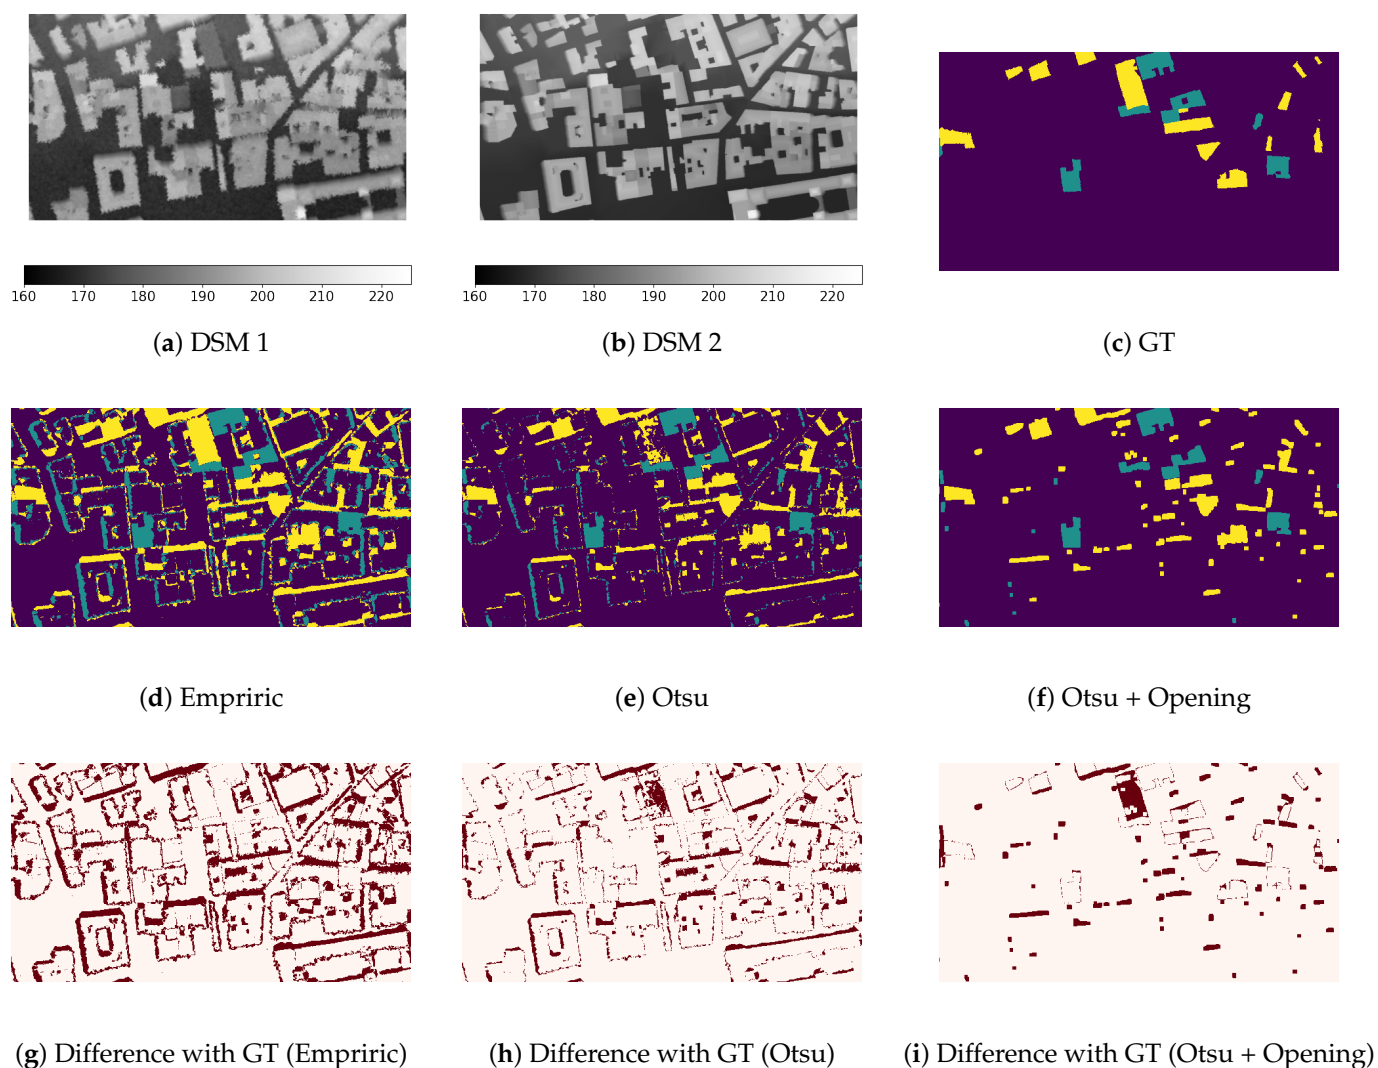 160 170 180 190 200 210 220
160 170 180 190 200 210 220
(a) DSM 1
(b) DSM 2
(c) GT
(d) Empriric
(e) Otsu
(f) Otsu + Opening
(g) Difference with GT (Empriric)
(h) Difference with GT (Otsu)
(i) Difference with GT (Otsu + Opening)